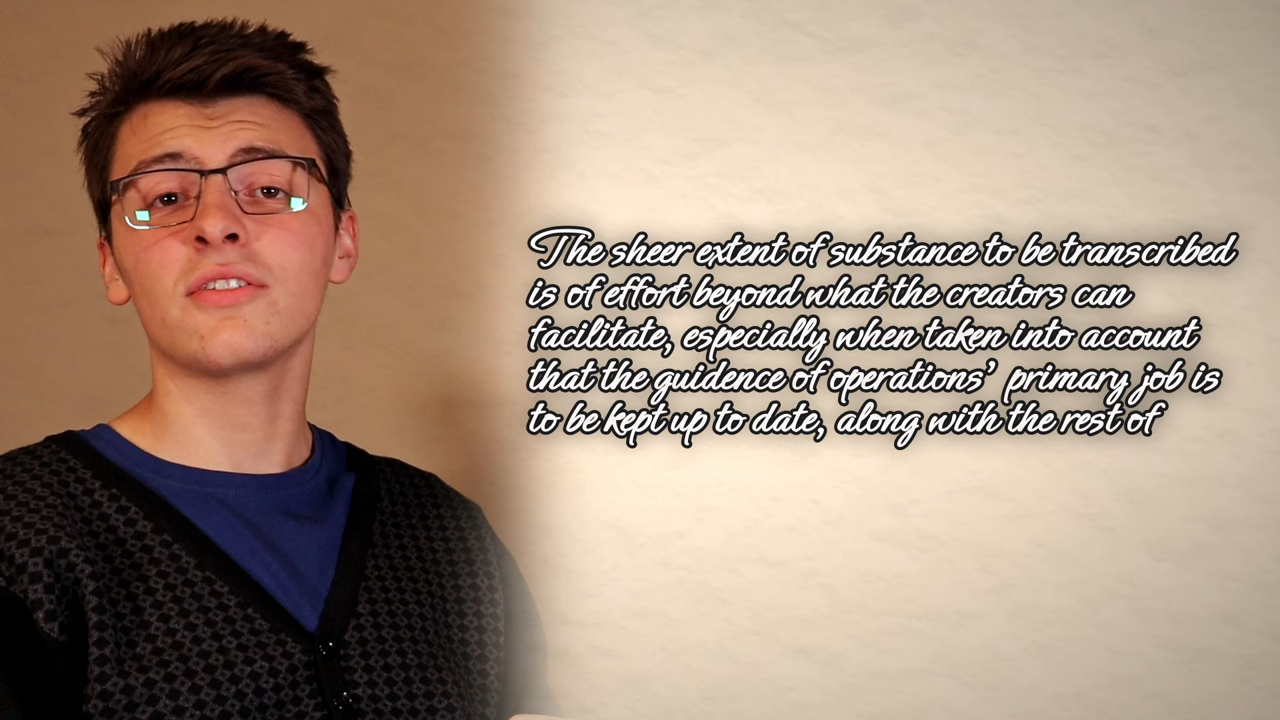 The sheer extent of substance to be transcribed
is of effort beyond what the creators can
facilitate, especially when taken into account
that the guidence of operations' primary job is
to be kept up to date, along with the rest of